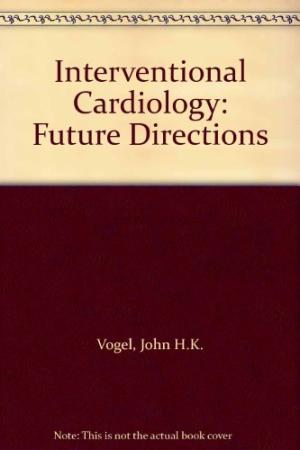 Interventional
Cardiology:
Future Directions
Vogel, John H.K.
Note: This is not the actual book cover